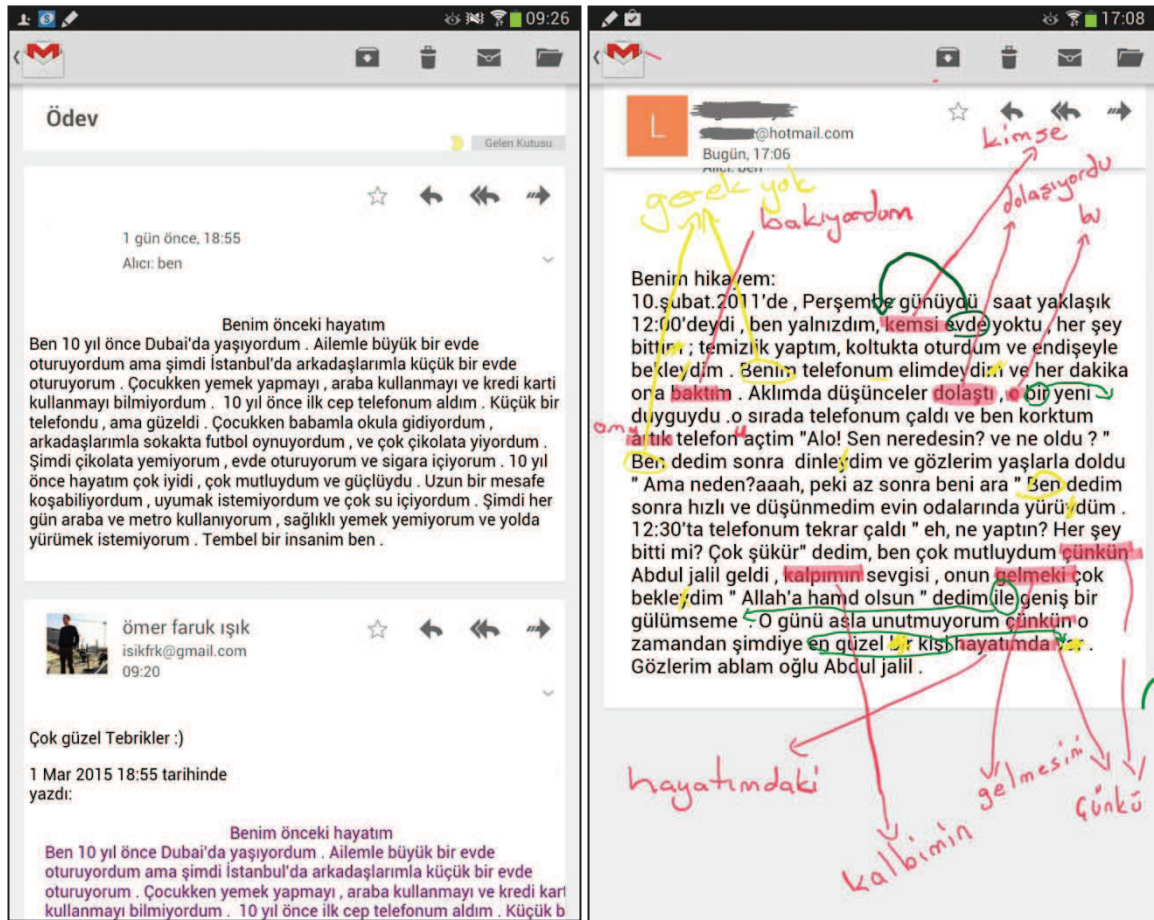 09:26
Ödev
Gelen Kutusu
1 gün önce, 18:55
Alıcı: ben
Benim önceki hayatım
Ben 10 yıl önce Dubai'da yaşıyordum . Ailemle büyük bir evde
oturuyordum ama şimdi İstanbul'da arkadaşlarımla küçük bir evde
oturuyorum . Çocukken yemek yapmayı , araba kullanmayı ve kredi karti
kullanmayı bilmiyordum . 10 yıl önce ilk cep telefonum aldım . Küçük bir
telefondu , ama güzeldi . Çocukken babamla okula gidiyordum ,
arkadaşlarımla sokakta futbol oynuyordum , ve çok çikolata yiyordum .
Şimdi çikolata yemiyorum , evde oturuyorum ve sigara içiyorum . 10 yıl
önce hayatım çok iyidi , çok mutluydum ve güçlüydu . Uzun bir mesafe
koşabiliyordum , uyumak istemiyordum ve çok su içiyordum . Şimdi her
gün araba ve metro kullanıyorum , sağlıklı yemek yemiyorum ve yolda
yürümek istemiyorum . Tembel bir insanim ben .
ömer faruk ışık
isikfrk@gmail.com
09:20
Çok güzel Tebrikler :)
1 Mar 2015 18:55 tarihinde
yazdı:
Benim önceki hayatım
Ben 10 yıl önce Dubai'da yaşıyordum . Ailemle büyük bir evde
oturuyordum ama şimdi İstanbul'da arkadaşlarımla küçük bir evde
oturuyorum . Çocukken yemek yapmayı , araba kullanmayı ve kredi kart
kullanmayı bilmiyordum . 10 yıl önce ilk cep telefonum aldım . Küçük b
17:08
L
@hotmail.com
Bugün, 17:06
Alıcı: ben
kimse
gerek yok
bakıyordum
dolaşıyordu
bu
Benim hikayem:
10.şubat.2011'de , Perşembe günüydü saat yaklaşık
12:00'deydi , ben yalnızdım, kemsi evde yoktu , her şey
bittim ; temizlik yaptım, koltukta oturdum ve endişeyle
bekleydim . Benim telefonum elimdeydim ve her dakika
ona baktım . Aklımda düşünceler dolaştı , o bir yeni
duyguydu .o sırada telefonum çaldı ve ben korktum
artık telefon açtim "Alo! Sen neredesin? ve ne oldu ? "
Ben dedim sonra dinleydim ve gözlerim yaşlarla doldu
" Ama neden?aaah, peki az sonra beni ara " Ben dedim
sonra hızlı ve düşünmedim evin odalarında yürüydüm .
12:30'ta telefonum tekrar çaldı " eh, ne yaptın? Her şey
bitti mi? Çok şükür" dedim, ben çok mutluydum çünkün
Abdul jalil geldi , kalpımın sevgisi , onun gelmeki çok
bekleydim " Allah'a hamd olsun " dedim ile geniş bir
gülümseme . O günü asla unutmuyorum çünkün o
zamandan şimdiye en güzel bir kişi hayatımda var .
Gözlerim ablam oğlu Abdul jalil .
hayatımdaki
gelmesini
çünkü
kalbimin